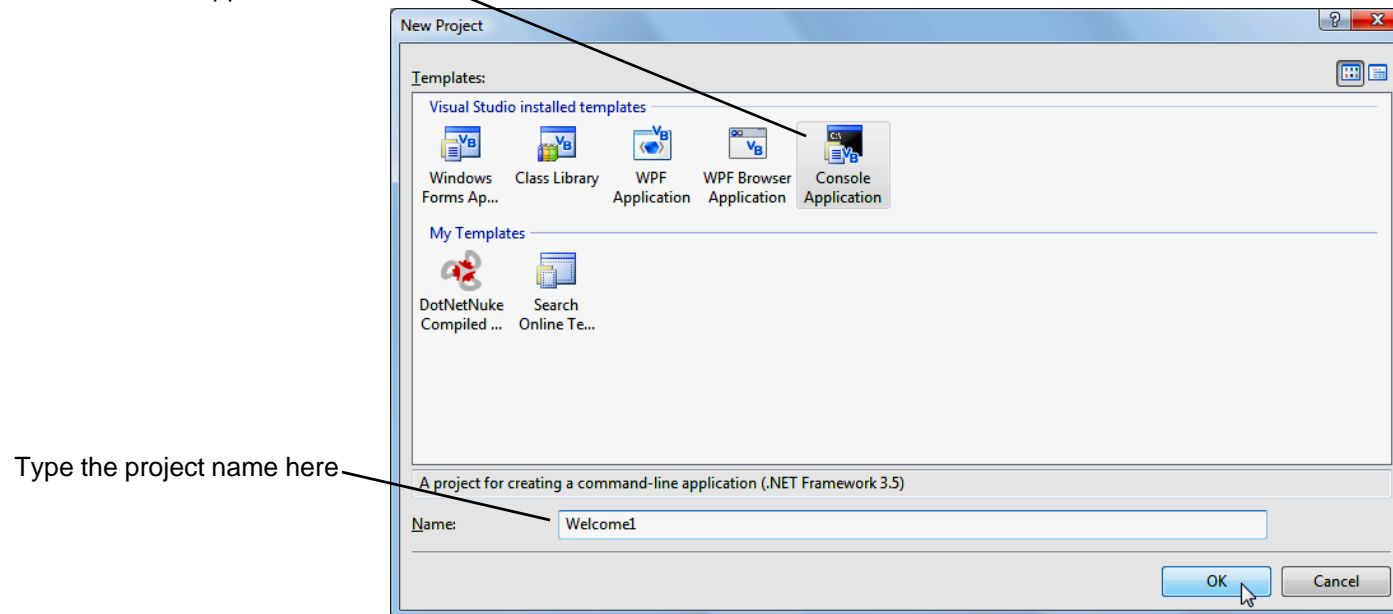 New Project
Templates:
Visual Studio installed templates
Windows Forms Ap...
Class Library
WPF Application
WPF Browser Application
Console Application
My Templates
DotNetNuke Compiled ...
Search Online Te...
Type the project name here
A project for creating a command-line application (.NET Framework 3.5)
Name:
Welcome1
OK
Cancel